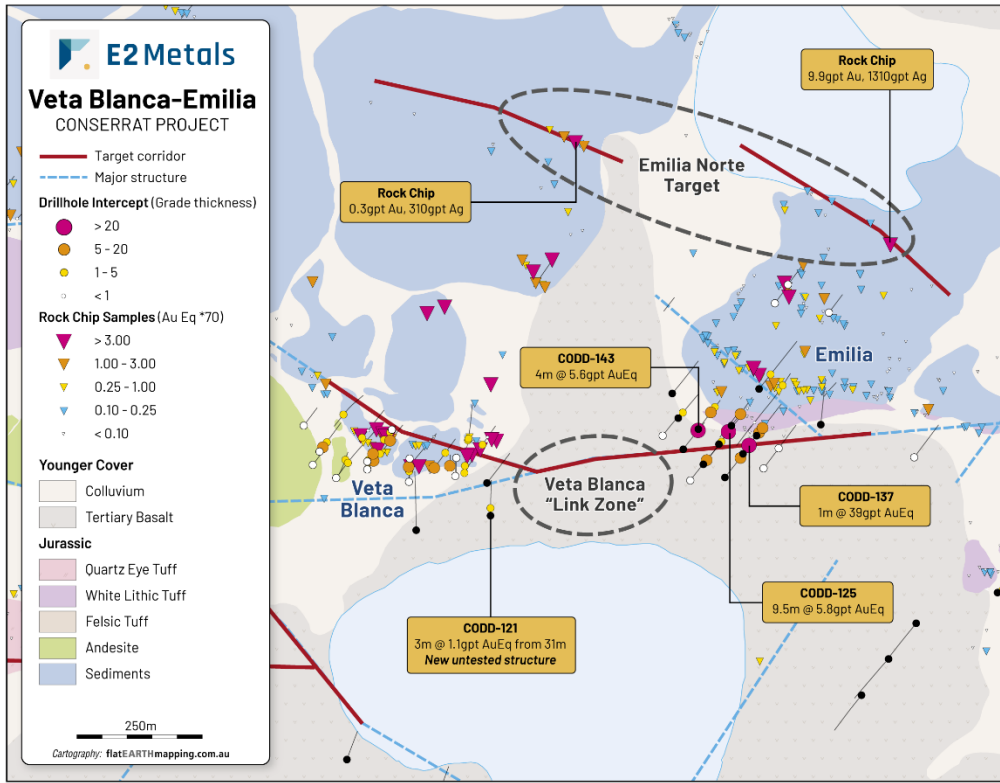 E2 Metals
Veta Blanca-Emilia
CONSERRAT PROJECT
Target corridor
Major structure
Drillhole Intercept (Grade thickness)
> 20
5 - 20
1 - 5
< 1
Rock Chip Samples (Au Eq *70)
> 3.00
1.00 - 3.00
0.25 - 1.00
0.10 - 0.25
< 0.10
Younger Cover
Colluvium
Tertiary Basalt
Jurassic
Quartz Eye Tuff
White Lithic Tuff
Felsic Tuff
Andesite
Sediments
250m
Cartography: flatEARTHmapping.com.au
Rock Chip
9.9gpt Au, 1310gpt Ag
Emilia Norte
Target
Rock Chip
0.3gpt Au, 310gpt Ag
CODD-143
4m @ 5.6gpt AuEq
Emilia
Veta
Blanca
Veta Blanca
"Link Zone"
CODD-137
1m @ 39gpt AuEq
CODD-125
9.5m @ 5.8gpt AuEq
CODD-121
3m @ 1.1gpt AuEq from 31m
New untested structure